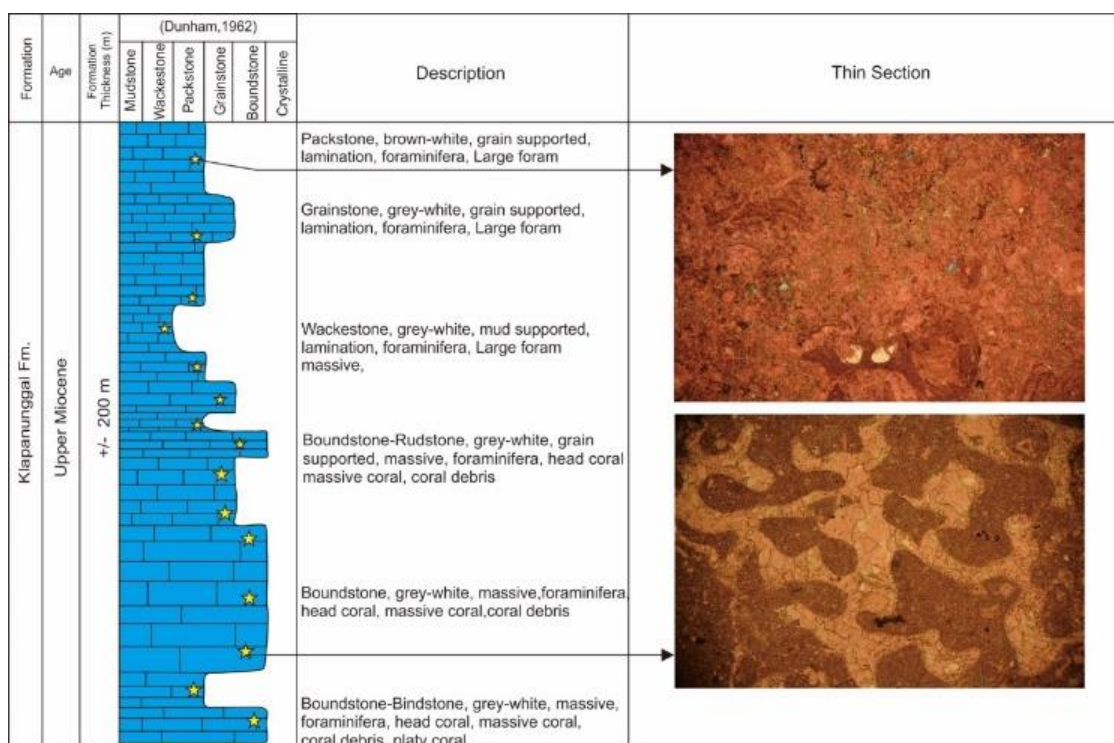 Formation
Age
Formation
Thickness (m)
(Dunham,1962)
Mudstone
Wackestone
Packstone
Grainstone
Boundstone
Crystalline
Description
Thin Section
Klapanunggal Fm.
Upper Miocene
+/- 200 m
Packstone, brown-white, grain supported,
lamination, foraminifera, Large foram
Grainstone, grey-white, grain supported,
lamination, foraminifera, Large foram
Wackestone, grey-white, mud supported,
lamination, foraminifera, Large foram
massive,
Boundstone-Rudstone, grey-white, grain
supported, massive, foraminifera, head coral
massive coral, coral debris
Boundstone, grey-white, massive,foraminifera,
head coral, massive coral,coral debris
Boundstone-Bindstone, grey-white, massive,
foraminifera, head coral, massive coral,
coral debris, platy coral